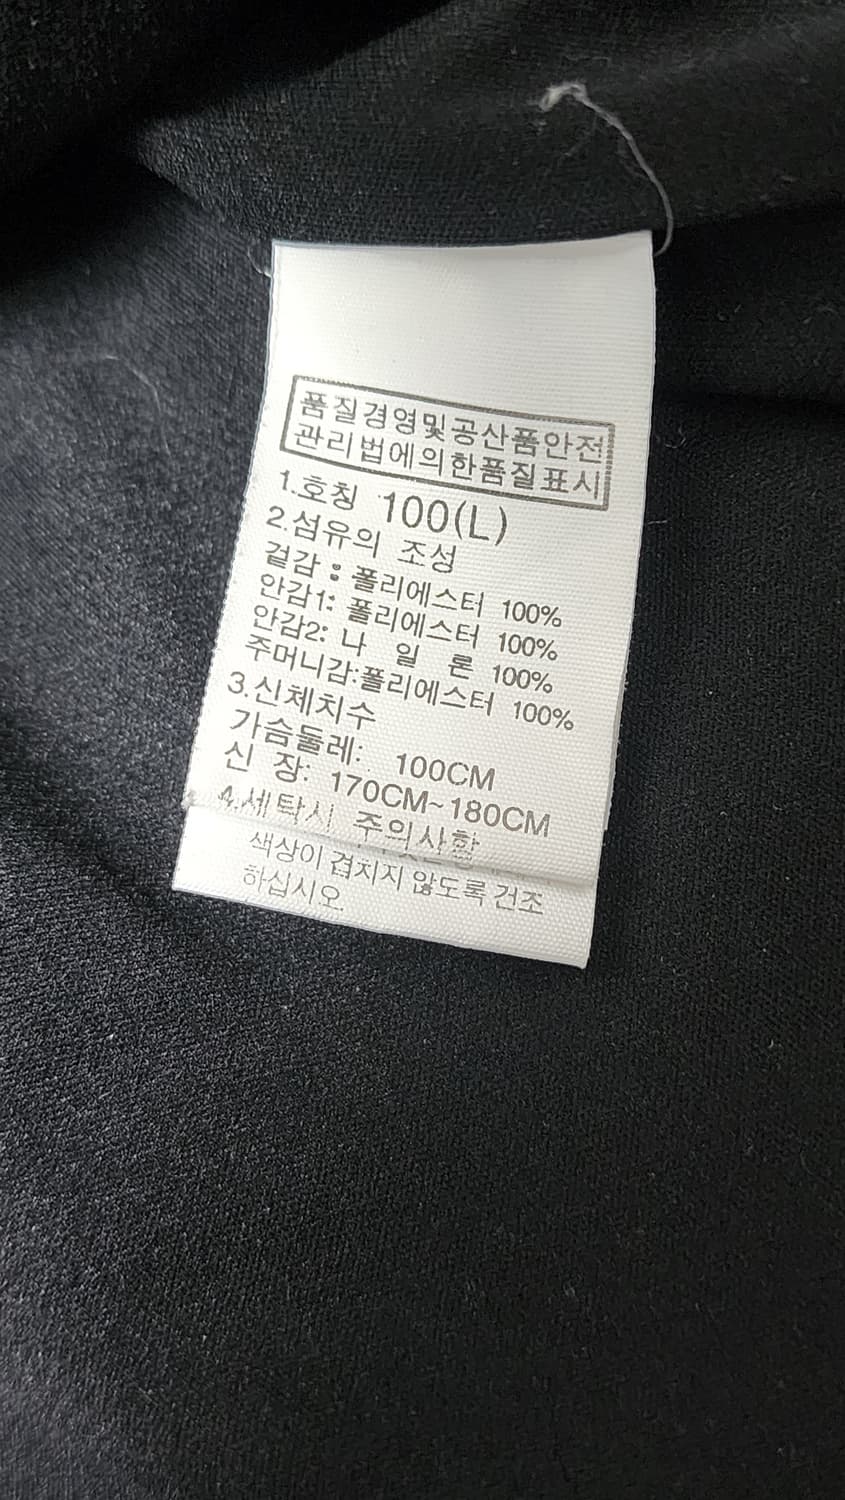 품질경영및공산품안전
관리법에의한품질표시
1.호칭 100(L)
2.섬유의 조성
겉감 : 폴리에스터 100%
안감1: 폴리에스터 100%
안감2: 나 일 론 100%
주머니감:폴리에스터 100%
3.신체치수
가슴둘레: 100CM
신 장: 170CM~180CM
4.세탁시 주의사항
색상이 겹치지 않도록 건조
하십시오